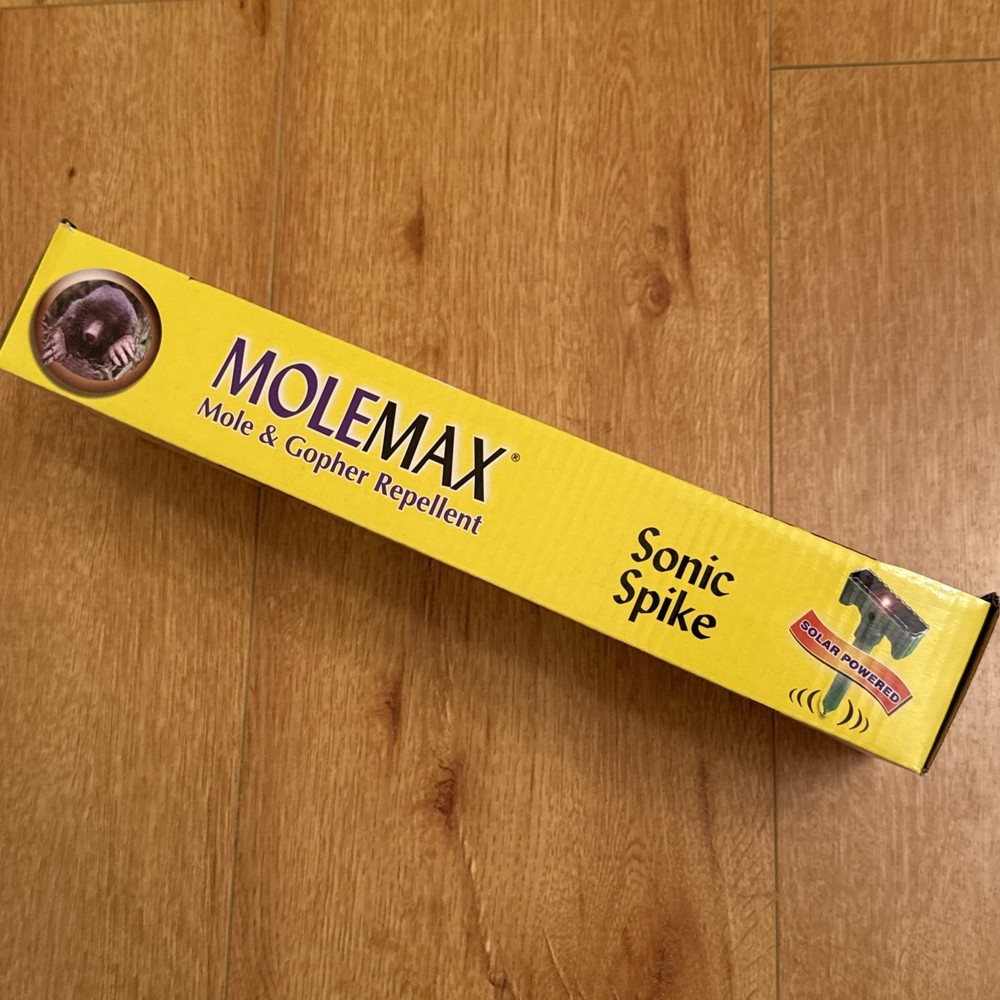 MOLEMAX®
Mole & Gopher Repellent
Sonic
Spike
SOLAR POWERED